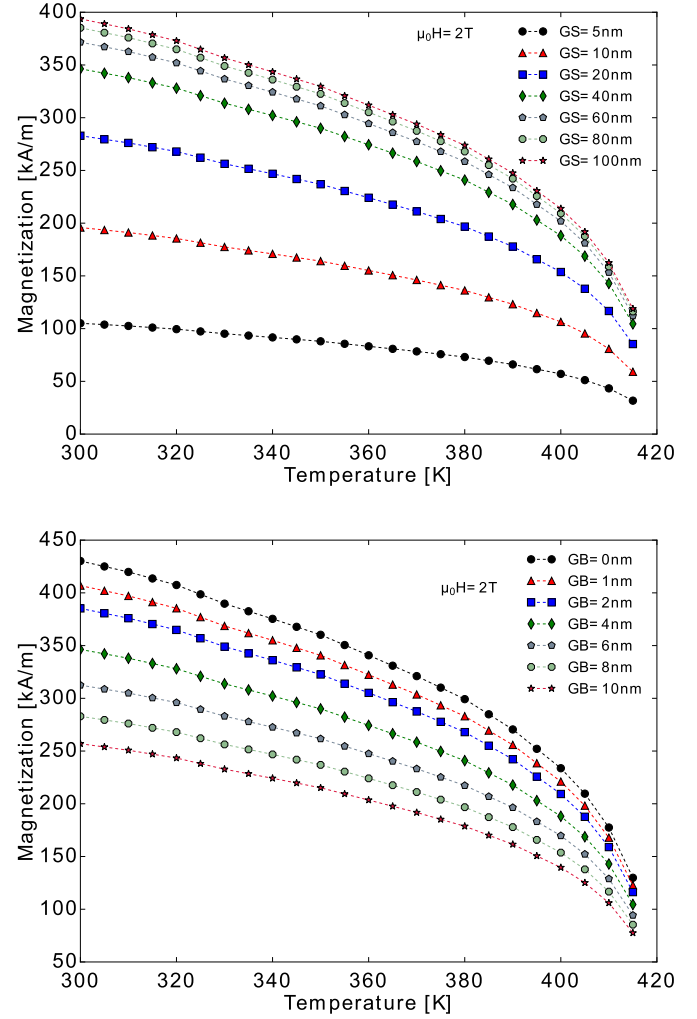 400
350
300
250
200
150
100
50
0
Magnetization [kA/m]
μ₀H= 2T
GS= 5nm
GS= 10nm
GS= 20nm
GS= 40nm
GS= 60nm
GS= 80nm
GS= 100nm
300 320 340 360 380 400 420
Temperature [K]
450
400
350
300
250
200
150
100
50
Magnetization [kA/m]
μ₀H= 2T
GB= 0nm
GB= 1nm
GB= 2nm
GB= 4nm
GB= 6nm
GB= 8nm
GB= 10nm
300 320 340 360 380 400 420
Temperature [K]